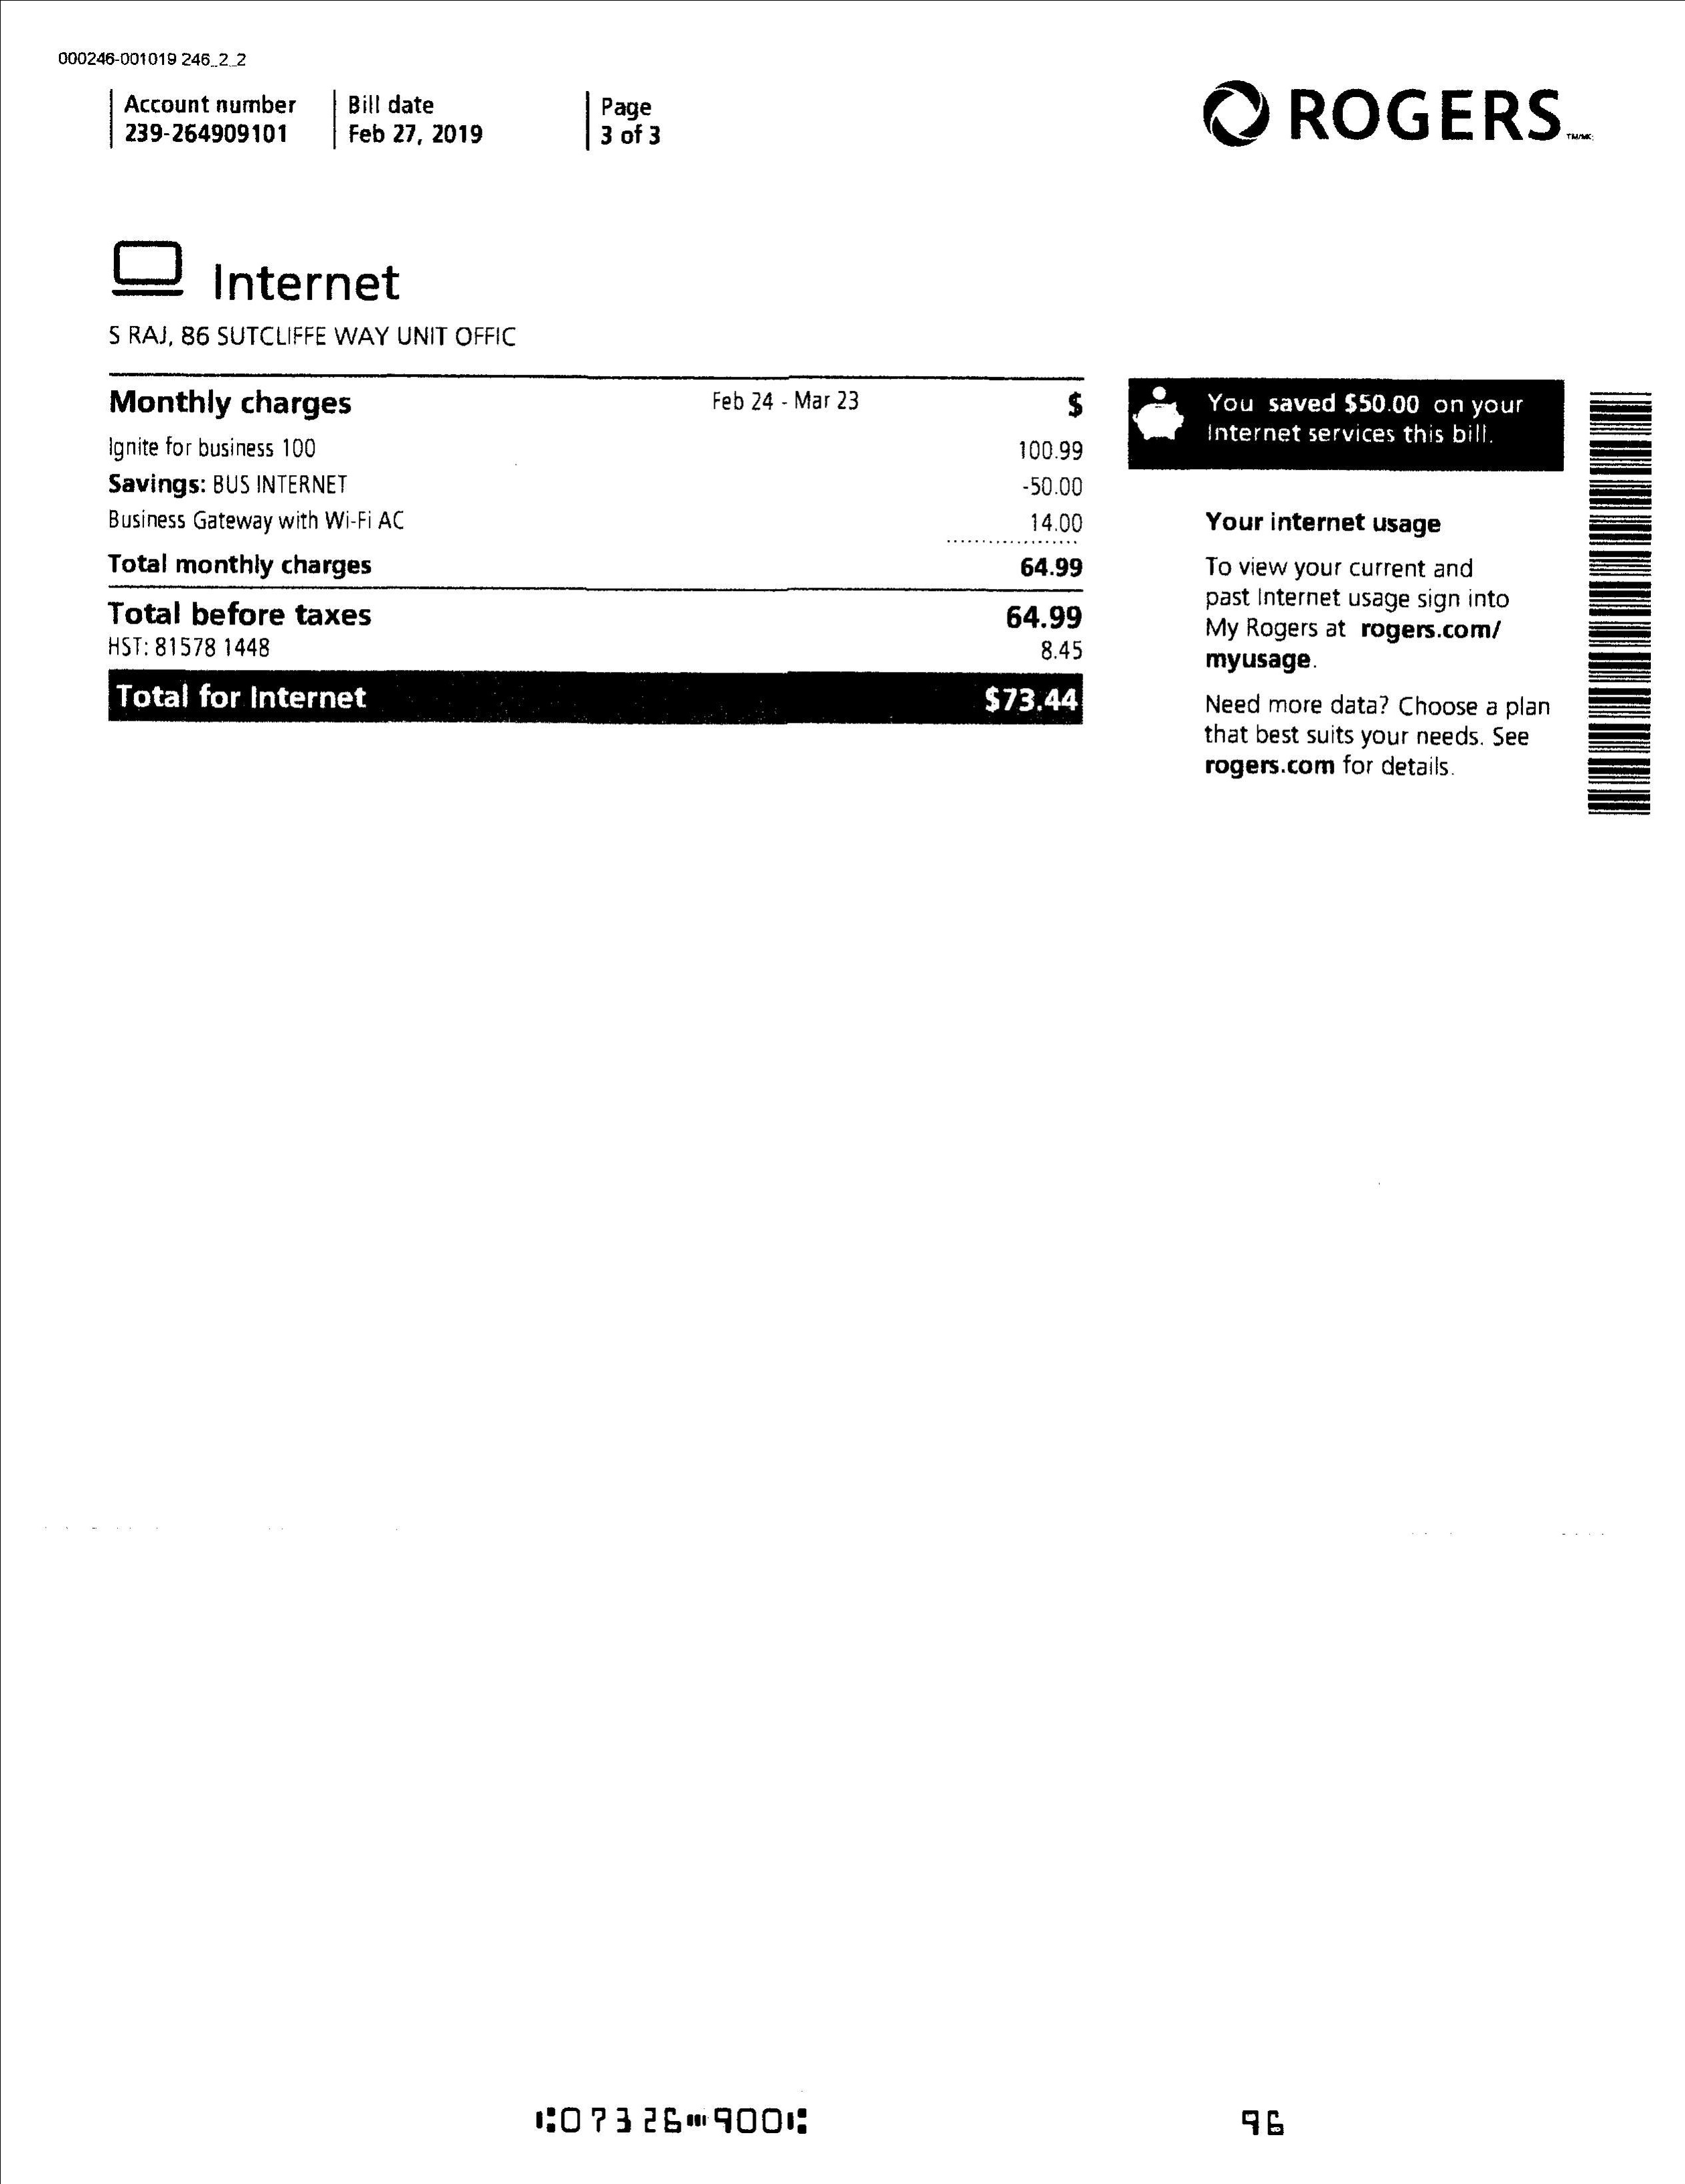 000246-001019 246_2_2
Account number Bill date Page
239-264909101 Feb 27, 2019 3 of 3
ROGERS TM/MK
Internet
S RAJ, 86 SUTCLIFFE WAY UNIT OFFIC
Monthly charges Feb 24 - Mar 23 $
Ignite for business 100 100.99
Savings: BUS INTERNET -50.00
Business Gateway with Wi-Fi AC 14.00
Total monthly charges 64.99
Total before taxes 64.99
HST: 81578 1448 8.45
Total for Internet $73.44
You saved $50.00 on your
Internet services this bill.
Your internet usage
To view your current and
past Internet usage sign into
My Rogers at rogers.com/
myusage.
Need more data? Choose a plan
that best suits your needs. See
rogers.com for details.
⑆07326⑉900⑆ 96